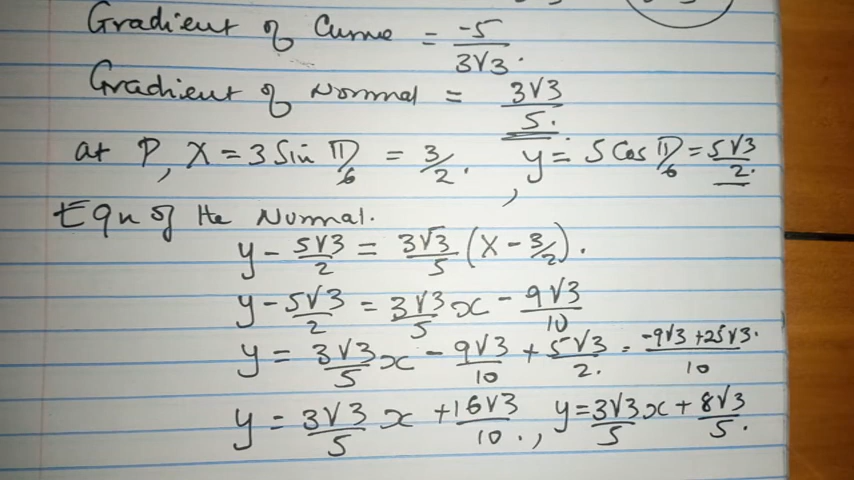 Gradient of Curve = -5/3√3.
Gradient of Normal = 3√3/5.
at P, X = 3 Sin π/6 = 3/2. , y = 5 Cos π/6 = 5√3/2.
Eqn of the Normal.
y - 5√3/2 = 3√3/5 (X - 3/2).
y - 5√3/2 = 3√3/5 x - 9√3/10
y = 3√3/5 x - 9√3/10 + 5√3/2. = -9√3 + 25√3./10
y = 3√3/5 x + 16√3/10. , y = 3√3/5 x + 8√3/5.